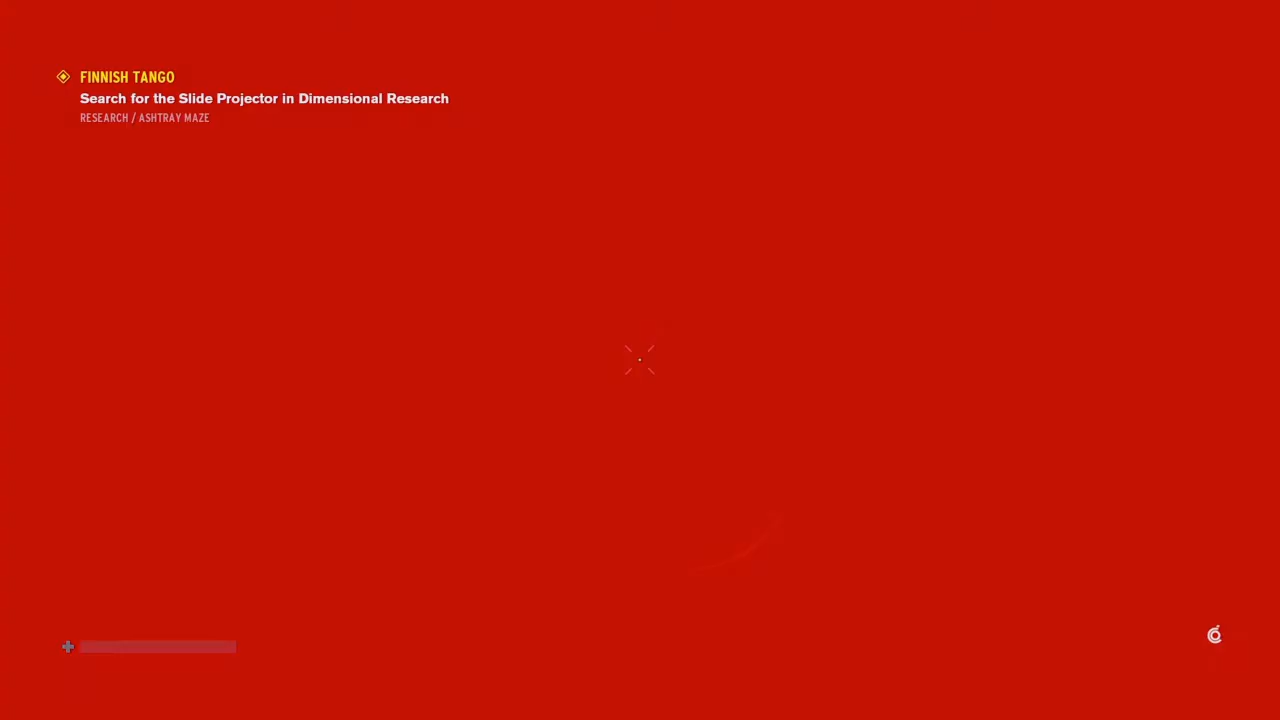 FINNISH TANGO
Search for the Slide Projector in Dimensional Research
RESEARCH / ASHTRAY MAZE